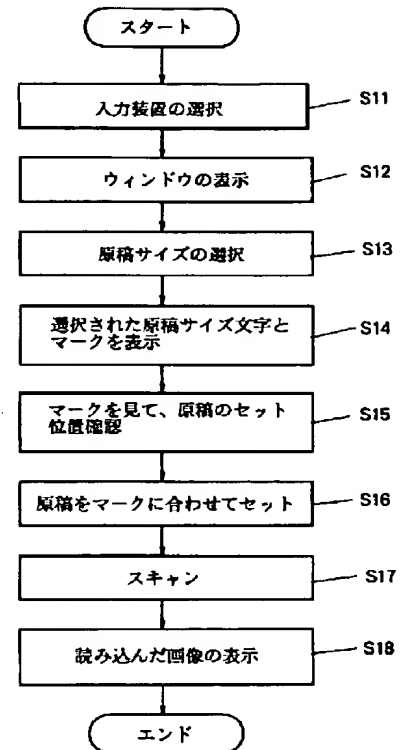 スタート
入力装置の選択
S11
ウィンドウの表示
S12
原稿サイズの選択
S13
選択された原稿サイズ文字と
マークを表示
S14
マークを見て、原稿のセット
位置確認
S15
原稿をマークに合わせてセット
S16
スキャン
S17
読み込んだ画像の表示
S18
エンド